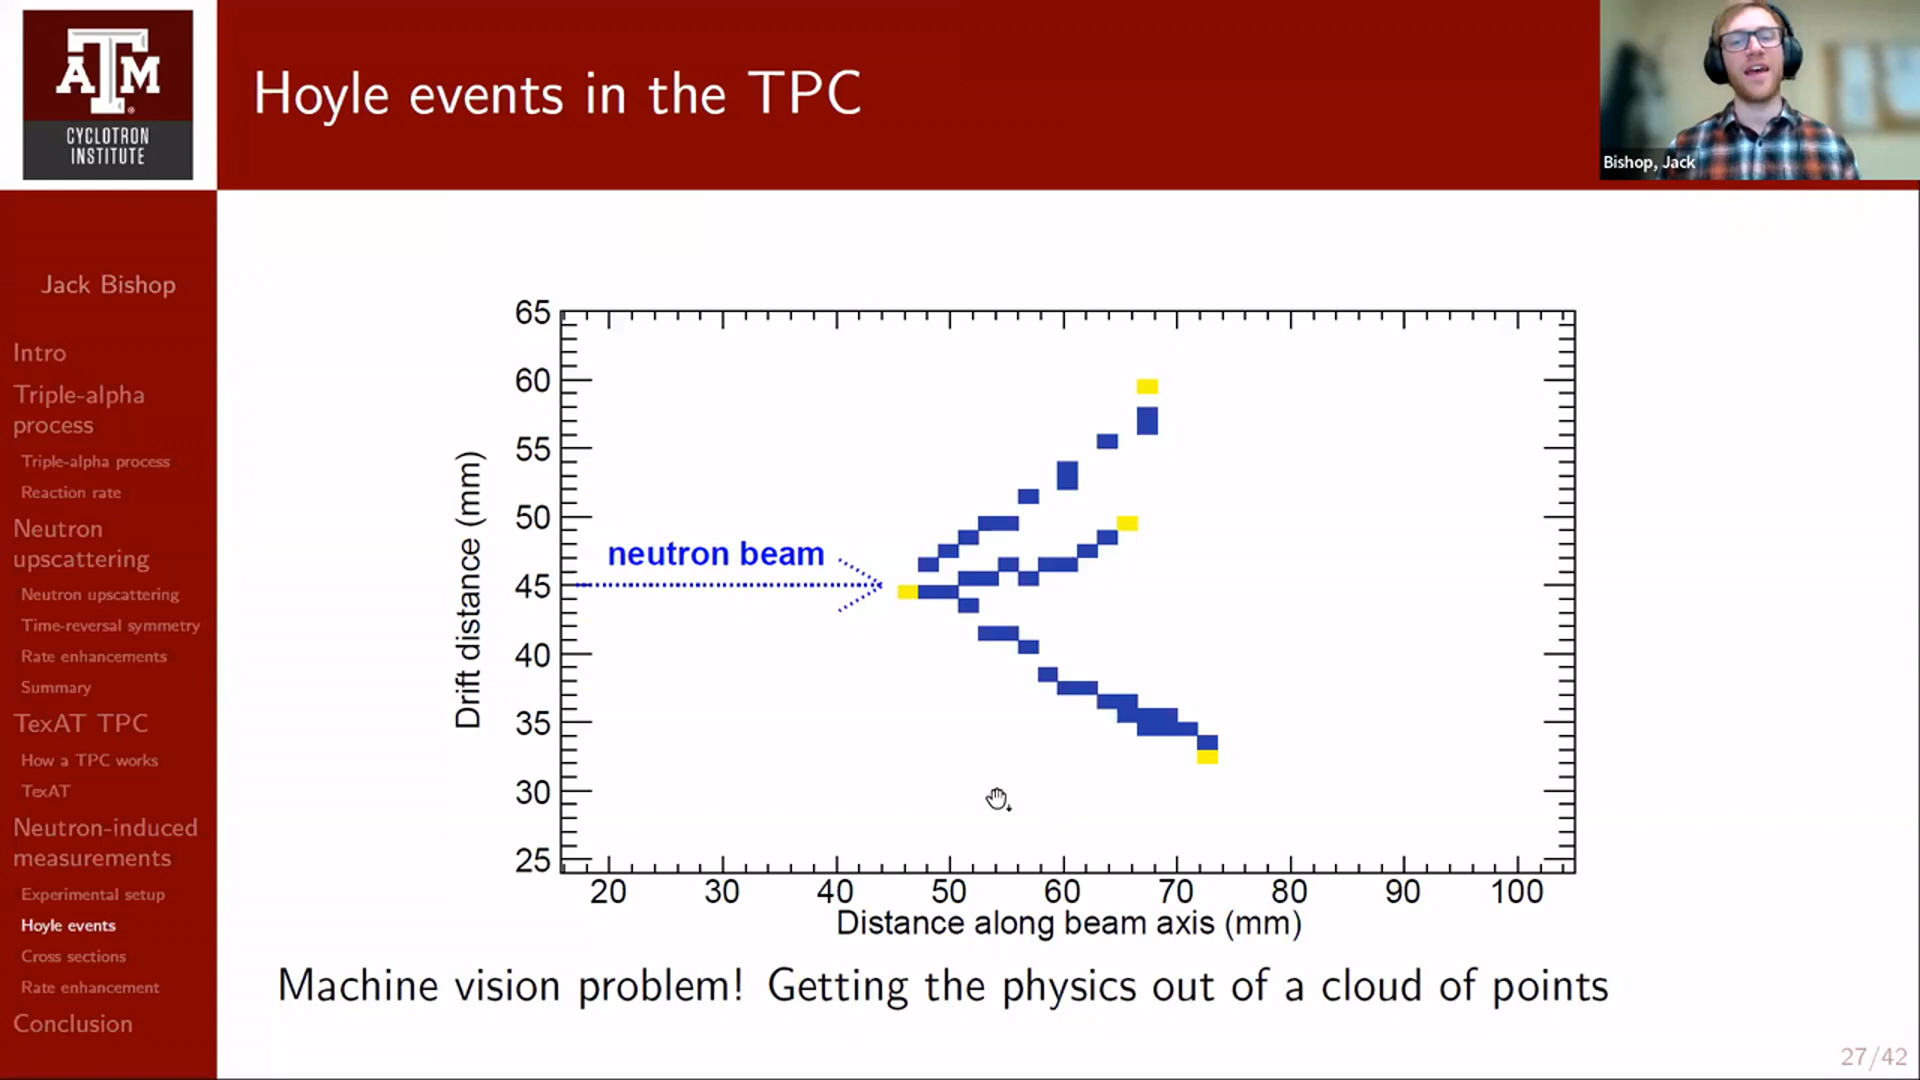 ATM
CYCLOTRON
INSTITUTE
Hoyle events in the TPC
Bishop, Jack
Jack Bishop
Intro
Triple-alpha
process
Triple-alpha process
Reaction rate
Neutron
upscattering
Neutron upscattering
Time-reversal symmetry
Rate enhancements
Summary
TexAT TPC
How a TPC works
TexAT
Neutron-induced
measurements
Experimental setup
Hoyle events
Cross sections
Rate enhancement
Conclusion
65
60
55
50
45
40
35
30
25
Drift distance (mm)
neutron beam
20 30 40 50 60 70 80 90 100
Distance along beam axis (mm)
Machine vision problem! Getting the physics out of a cloud of points
27/42